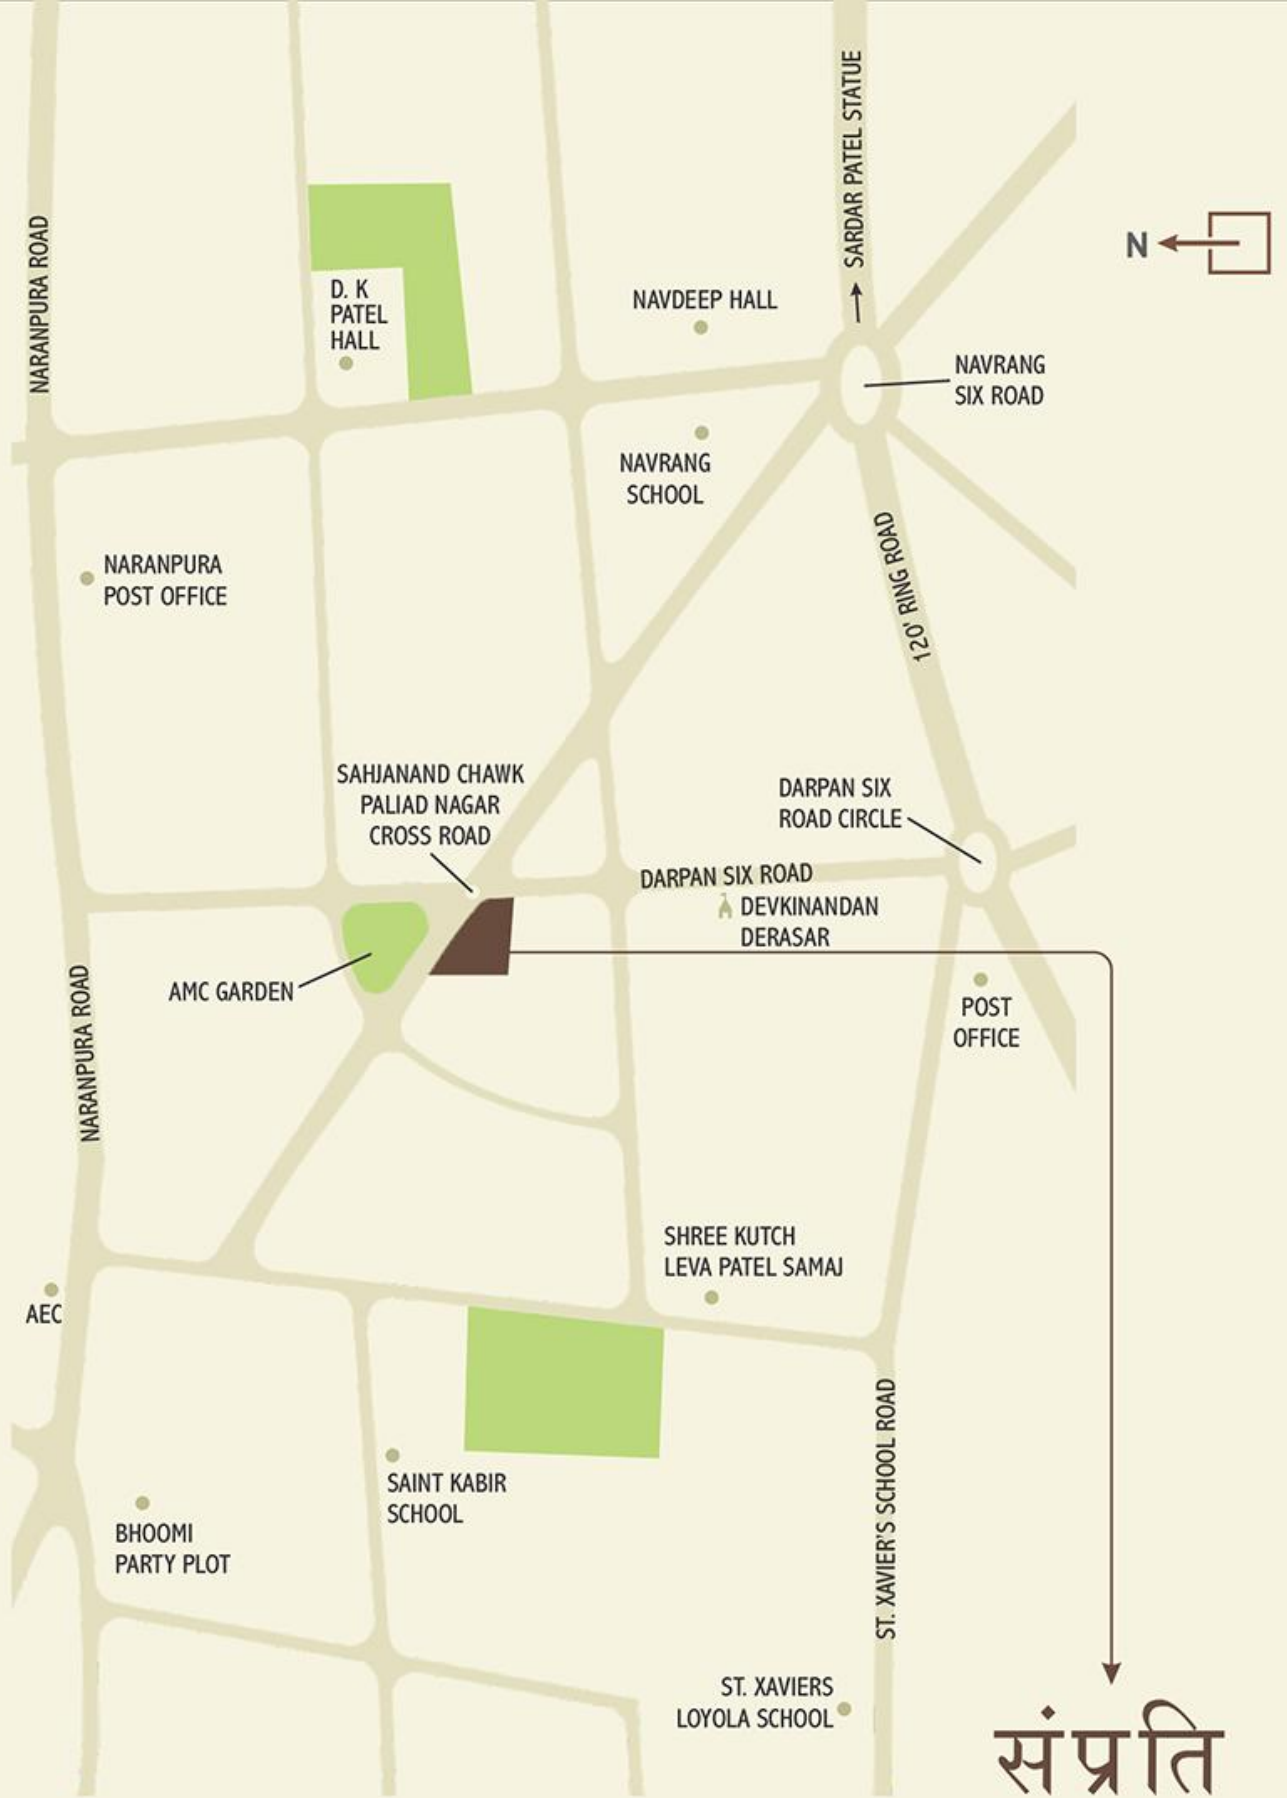 SARDAR PATEL STATUE
NARANPURA ROAD
N
D. K
PATEL
HALL
NAVDEEP HALL
NAVRANG
SIX ROAD
NAVRANG
SCHOOL
120' RING ROAD
NARANPURA
POST OFFICE
SAHJANAND CHAWK
PALIAD NAGAR
CROSS ROAD
DARPAN SIX
ROAD CIRCLE
DARPAN SIX ROAD
DEVKINANDAN
DERASAR
AMC GARDEN
POST
OFFICE
NARANPURA ROAD
SHREE KUTCH
LEVA PATEL SAMAJ
AEC
SAINT KABIR
SCHOOL
ST. XAVIER'S SCHOOL ROAD
BHOOMI
PARTY PLOT
ST. XAVIERS
LOYOLA SCHOOL
संप्रति